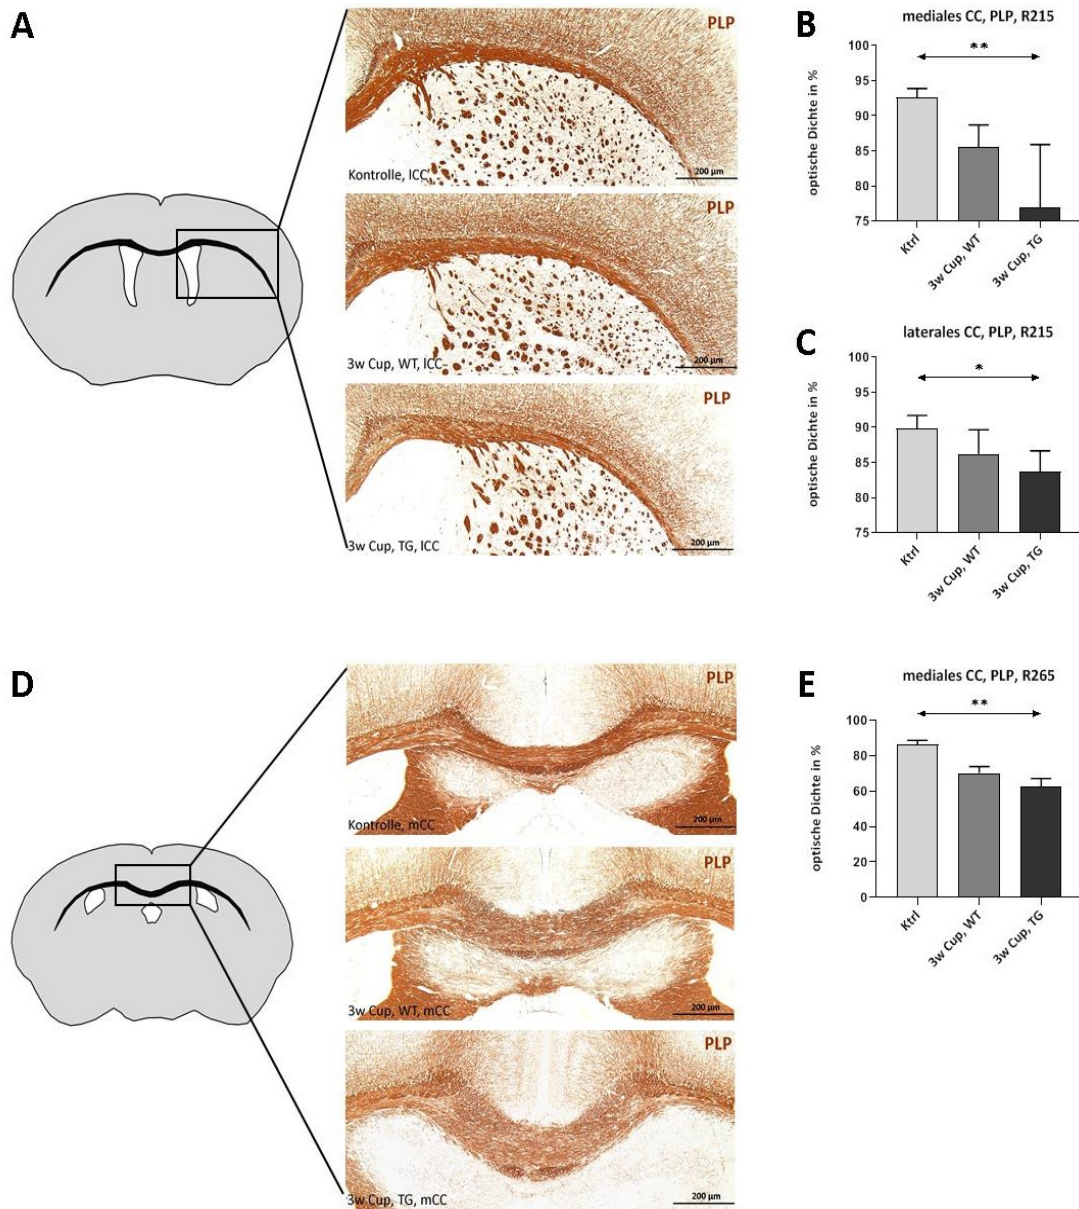 A
PLP
Kontrolle, lCC
200 µm
PLP
3w Cup, WT, lCC
200 µm
PLP
3w Cup, TG, lCC
200 µm
B
mediales CC, PLP, R215
**
optische Dichte in %
100
95
90
85
80
75
Ktrl
3w Cup, WT
3w Cup, TG
C
laterales CC, PLP, R215
*
optische Dichte in %
100
95
90
85
80
75
Ktrl
3w Cup, WT
3w Cup, TG
D
PLP
Kontrolle, mCC
200 µm
PLP
3w Cup, WT, mCC
200 µm
PLP
3w Cup, TG, mCC
200 µm
E
mediales CC, PLP, R265
**
optische Dichte in %
100
80
60
40
20
0
Ktrl
3w Cup, WT
3w Cup, TG